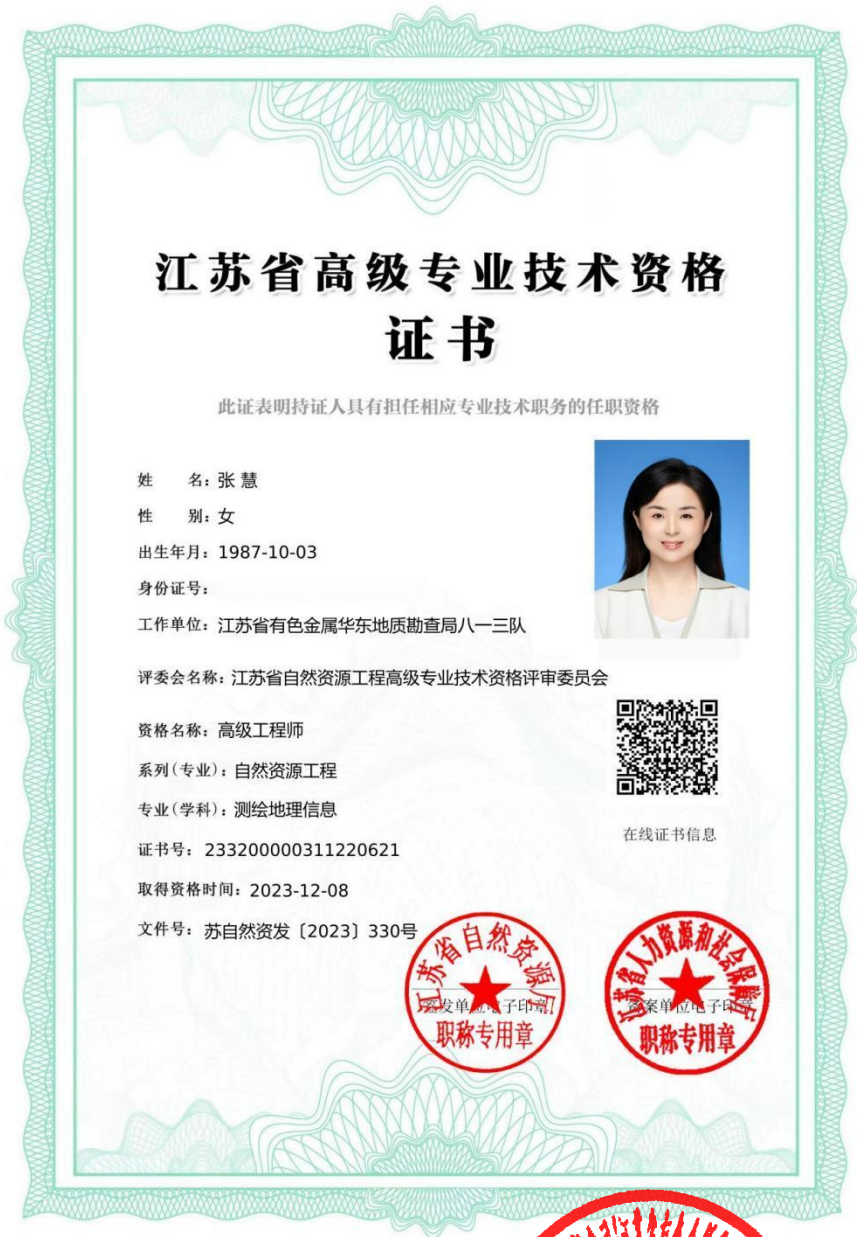 江苏省高级专业技术资格
证书
此证表明持证人具有担任相应专业技术职务的任职资格
姓 名：张 慧
性 别：女
出生年月：1987-10-03
身份证号：
工作单位：江苏省有色金属华东地质勘查局八一三队
评委会名称：江苏省自然资源工程高级专业技术资格评审委员会
资格名称：高级工程师
系列(专业)：自然资源工程
专业(学科)：测绘地理信息
在线证书信息
证书号：233200000311220621
取得资格时间：2023-12-08
文件号：苏自然资发〔2023〕330号
江苏省自然资源厅
签发单位电子印章
职称专用章
江苏省人力资源和社会保障厅
备案单位电子印章
职称专用章